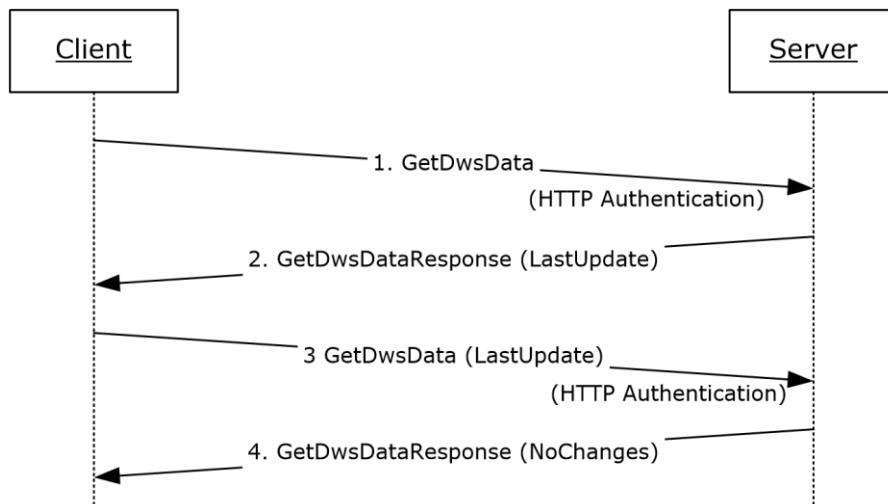 Client
Server
1. GetDwsData
(HTTP Authentication)
2. GetDwsDataResponse (LastUpdate)
3 GetDwsData (LastUpdate)
(HTTP Authentication)
4. GetDwsDataResponse (NoChanges)